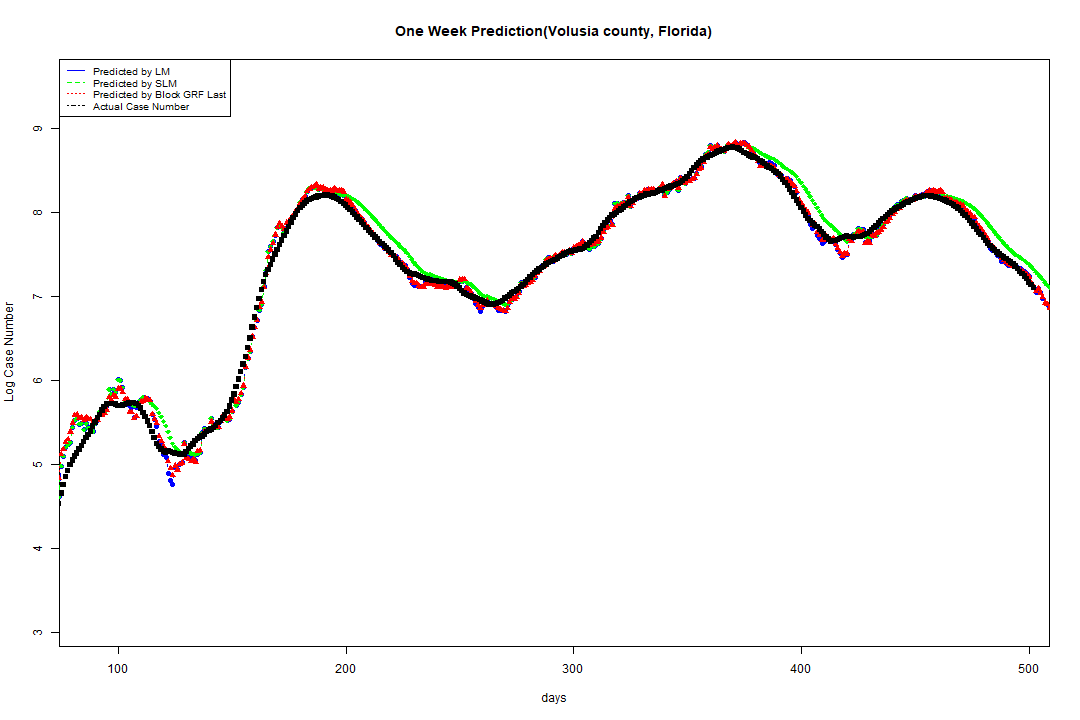 One Week Prediction(Volusia county, Florida)
Predicted by LM
Predicted by SLM
Predicted by Block GRF Last
Actual Case Number
9
8
7
6
5
4
3
Log Case Number
100 200 300 400 500
days